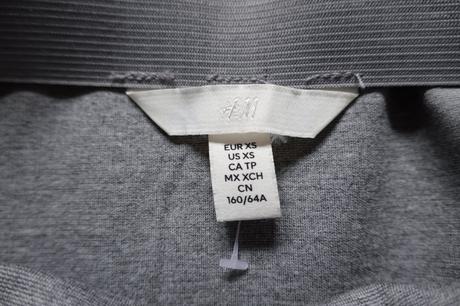 H&M
EUR XS
US XS
CA TP
MX XCH
CN
160/64A